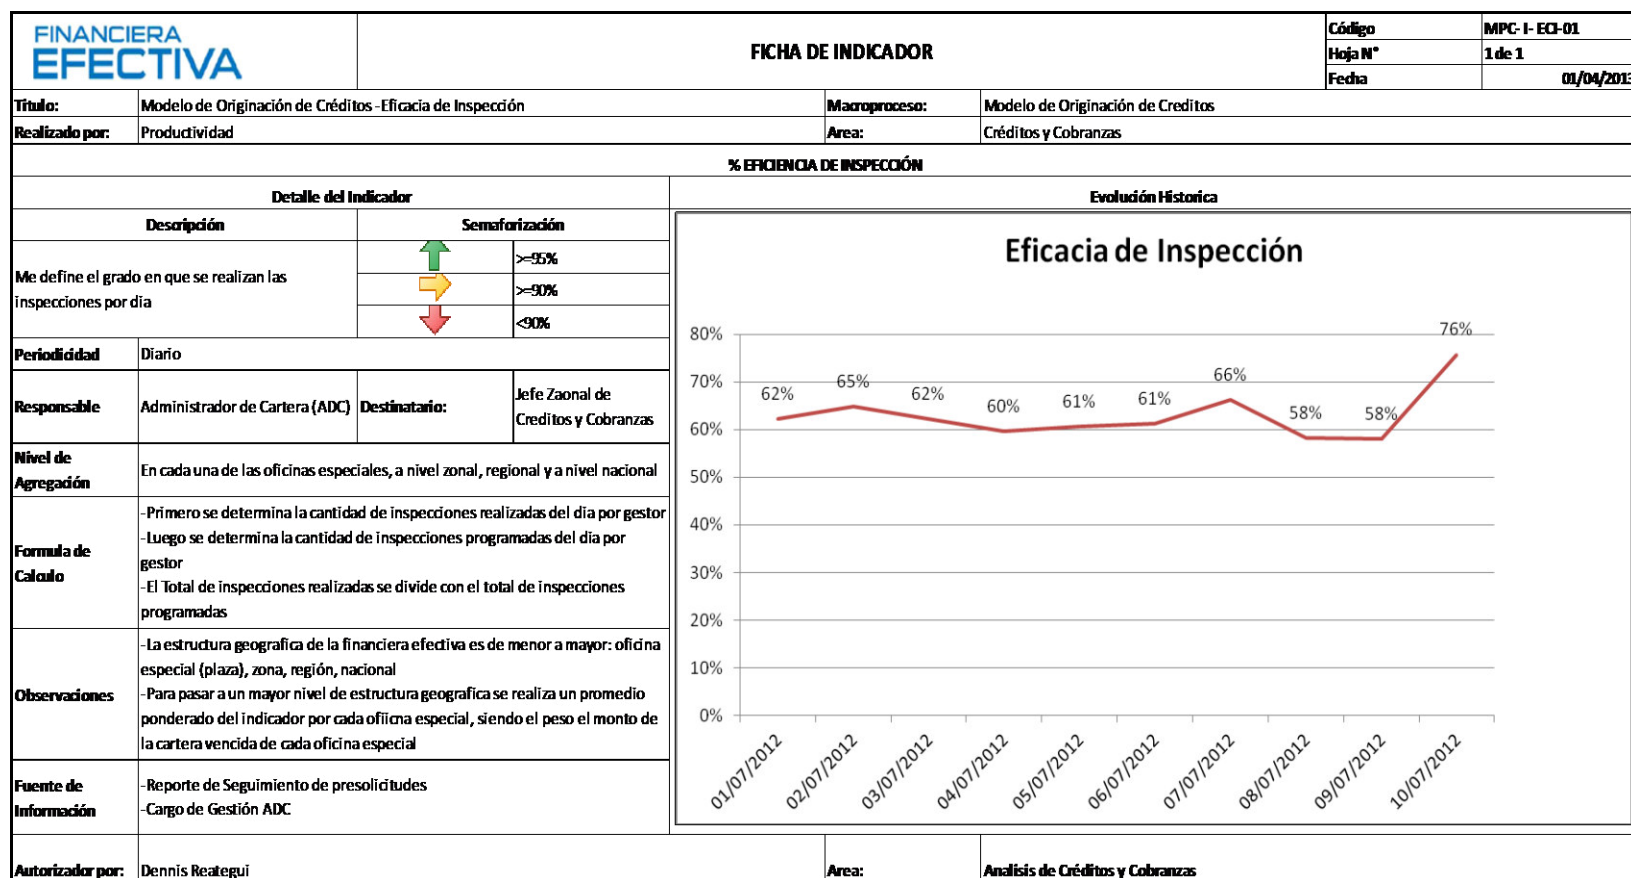 FINANCIERA
EFECTIVA
FICHA DE INDICADOR
Código MPC- I- ECI-01
Hoja N° 1 de 1
Fecha 01/04/2013
Titulo: Modelo de Originación de Créditos -Eficacia de Inspección Macroproceso: Modelo de Originación de Creditos
Realizado por: Productividad Area: Créditos y Cobranzas
% EFICIENCIA DE INSPECCIÓN
Detalle del Indicador Evolución Historica
Descripción Semaforización
Me define el grado en que se realizan las
inspecciones por dia
>=95%
>=90%
<90%
Periodicidad Diario
Responsable Administrador de Cartera (ADC) Destinatario:
Jefe Zaonal de
Creditos y Cobranzas
Nivel de
Agregación
En cada una de las oficinas especiales, a nivel zonal, regional y a nivel nacional
Formula de
Calculo
-Primero se determina la cantidad de inspecciones realizadas del dia por gestor
-Luego se determina la cantidad de inspecciones programadas del dia por
gestor
-El Total de inspecciones realizadas se divide con el total de inspecciones
programadas
Observaciones
-La estructura geografica de la financiera efectiva es de menor a mayor: oficina
especial (plaza), zona, región, nacional
-Para pasar a un mayor nivel de estructura geografica se realiza un promedio
ponderado del indicador por cada ofiicna especial, siendo el peso el monto de
la cartera vencida de cada oficina especial
Fuente de
Información
-Reporte de Seguimiento de presolicitudes
-Cargo de Gestión ADC
Eficacia de Inspección
80%
70%
60%
50%
40%
30%
20%
10%
0%
62% 65% 62% 60% 61% 61% 66% 58% 58% 76%
01/07/2012 02/07/2012 03/07/2012 04/07/2012 05/07/2012 06/07/2012 07/07/2012 08/07/2012 09/07/2012 10/07/2012
Autorizador por: Dennis Reategui Area: Analisis de Créditos y Cobranzas